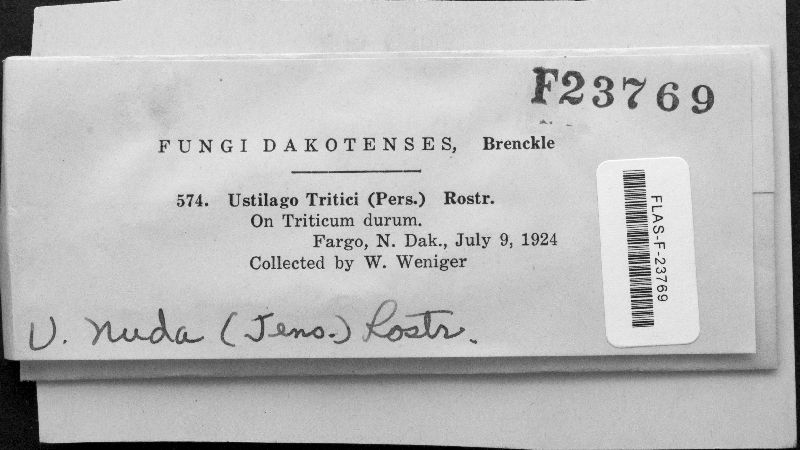 F23769
FUNGI DAKOTENSES, Brenckle
574. Ustilago Tritici (Pers.) Rostr.
On Triticum durum.
Fargo, N. Dak., July 9, 1924
Collected by W. Weniger
FLAS-F-23769
U. nuda (Jens.) Rostr.